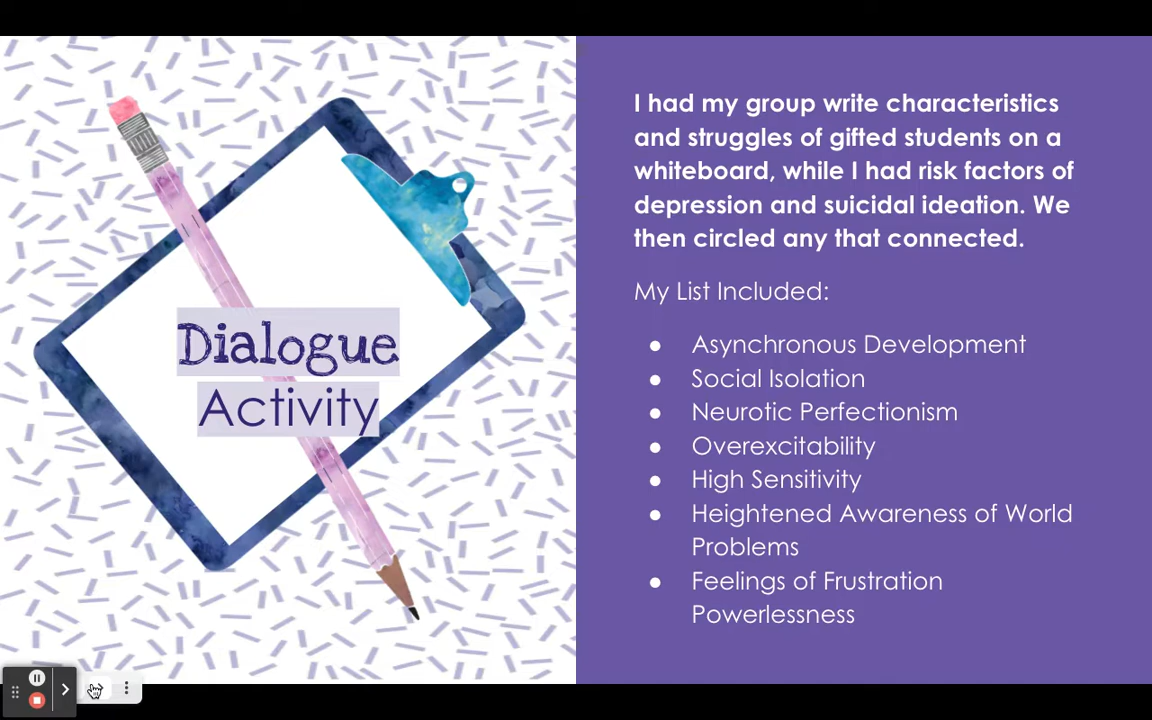 Dialogue
Activity
I had my group write characteristics
and struggles of gifted students on a
whiteboard, while I had risk factors of
depression and suicidal ideation. We
then circled any that connected.
My List Included:
● Asynchronous Development
● Social Isolation
● Neurotic Perfectionism
● Overexcitability
● High Sensitivity
● Heightened Awareness of World
Problems
● Feelings of Frustration
Powerlessness